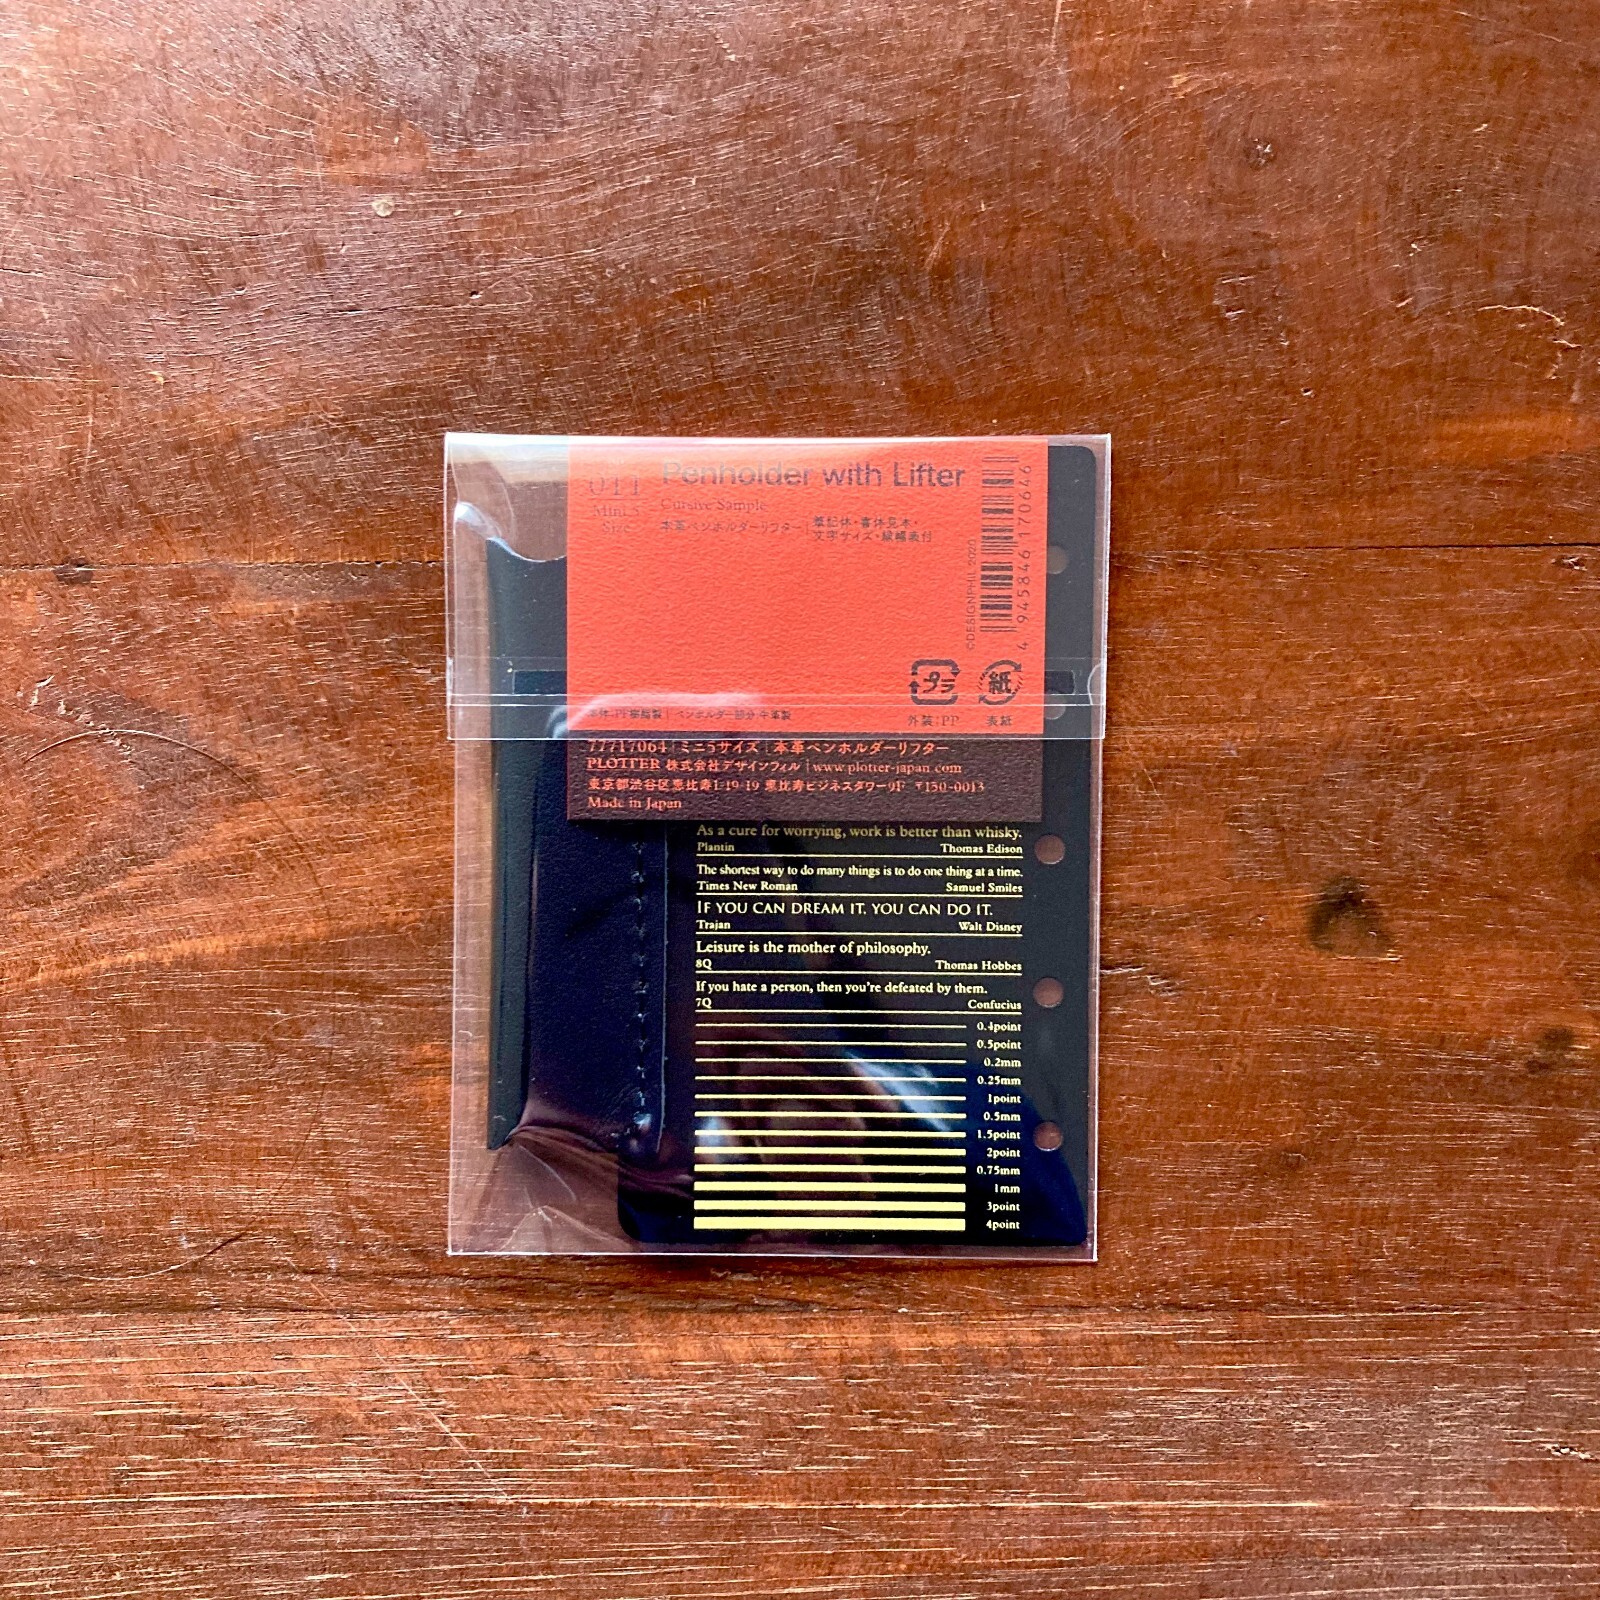 011
Mini 5
Size
Penholder with Lifter
Cursive Sample
本革ペンホルダーリフター | 筆記体・書体見本・
文字サイズ・線幅表付
©DESIGNPHIL 2020
4 945846 170646
プラ
紙
本体:PP樹脂製 | ペンホルダー部分:牛革製
外装:PP
表紙
77717064 | ミニ5サイズ | 本革ペンホルダーリフター
PLOTTER 株式会社デザインフィル | www.plotter-japan.com
東京都渋谷区恵比寿1-19-19 恵比寿ビジネスタワー9F 〒150-0013
Made in Japan
As a cure for worrying, work is better than whisky.
Plantin Thomas Edison
The shortest way to do many things is to do one thing at a time.
Times New Roman Samuel Smiles
IF YOU CAN DREAM IT, YOU CAN DO IT.
Trajan Walt Disney
Leisure is the mother of philosophy.
8Q Thomas Hobbes
If you hate a person, then you're defeated by them.
7Q Confucius
0.4point
0.5point
0.2mm
0.25mm
1point
0.5mm
1.5point
2point
0.75mm
1mm
3point
4point